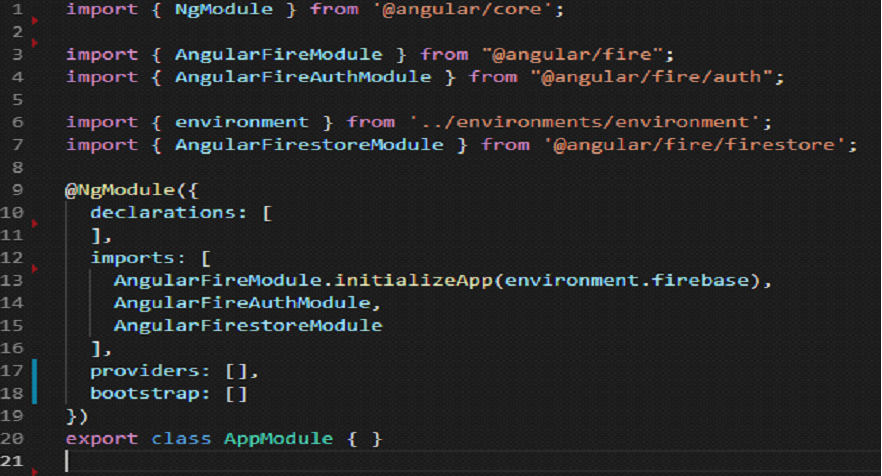 1 import { NgModule } from '@angular/core';
2
3 import { AngularFireModule } from "@angular/fire";
4 import { AngularFireAuthModule } from "@angular/fire/auth";
5
6 import { environment } from '../environments/environment';
7 import { AngularFirestoreModule } from '@angular/fire/firestore';
8
9 @NgModule({
10   declarations: [
11   ],
12   imports: [
13     AngularFireModule.initializeApp(environment.firebase),
14     AngularFireAuthModule,
15     AngularFirestoreModule
16   ],
17   providers: [],
18   bootstrap: []
19 })
20 export class AppModule { }
21